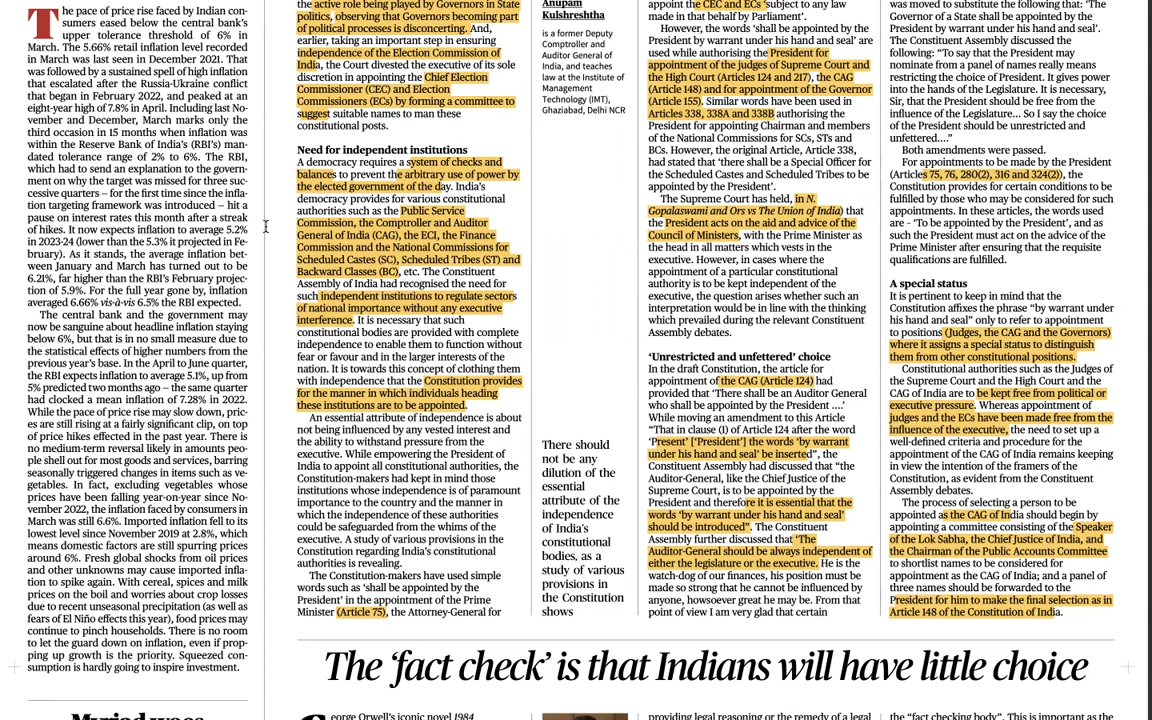 The pace of price rise faced by Indian con-
sumers eased below the central bank's
upper tolerance threshold of 6% in
March. The 5.66% retail inflation level recorded
in March was last seen in December 2021. That
was followed by a sustained spell of high inflation
that escalated after the Russia-Ukraine conflict
that began in February 2022, and peaked at an
eight-year high of 7.8% in April. Including last No-
vember and December, March marks only the
third occasion in 15 months when inflation was
within the Reserve Bank of India's (RBI's) man-
dated tolerance range of 2% to 6%. The RBI,
which had to send an explanation to the govern-
ment on why the target was missed for three suc-
cessive quarters – for the first time since the infla-
tion targeting framework was introduced – hit a
pause on interest rates this month after a streak
of hikes. It now expects inflation to average 5.2%
in 2023-24 (lower than the 5.3% it projected in Fe-
bruary). As it stands, the average inflation bet-
ween January and March has turned out to be
6.21%, far higher than the RBI's February projec-
tion of 5.9%. For the full year gone by, inflation
averaged 6.66% vis-à-vis 6.5% the RBI expected.
The central bank and the government may
now be sanguine about headline inflation staying
below 6%, but that is in no small measure due to
the statistical effects of higher numbers from the
previous year's base. In the April to June quarter,
the RBI expects inflation to average 5.1%, up from
5% predicted two months ago – the same quarter
had clocked a mean inflation of 7.28% in 2022.
While the pace of price rise may slow down, pric-
es are still rising at a fairly significant clip, on top
of price hikes effected in the past year. There is
no medium-term reversal likely in amounts peo-
ple shell out for most goods and services, barring
seasonally triggered changes in items such as ve-
getables. In fact, excluding vegetables whose
prices have been falling year-on-year since No-
vember 2022, the inflation faced by consumers in
March was still 6.6%. Imported inflation fell to its
lowest level since November 2019 at 2.8%, which
means domestic factors are still spurring prices
around 6%. Fresh global shocks from oil prices
and other unknowns may cause imported infla-
tion to spike again. With cereal, spices and milk
prices on the boil and worries about crop losses
due to recent unseasonal precipitation (as well as
fears of El Niño effects this year), food prices may
continue to pinch households. There is no room
to let the guard down on inflation, even if prop-
ping up growth is the priority. Squeezed con-
sumption is hardly going to inspire investment.
Myriad woes
the active role being played by Governors in State
politics, observing that Governors becoming part
of political processes is disconcerting. And,
earlier, taking an important step in ensuring
independence of the Election Commission of
India, the Court divested the executive of its sole
discretion in appointing the Chief Election
Commissioner (CEC) and Election
Commissioners (ECs) by forming a committee to
suggest suitable names to man these
constitutional posts.
Need for independent institutions
A democracy requires a system of checks and
balances to prevent the arbitrary use of power by
the elected government of the day. India's
democracy provides for various constitutional
authorities such as the Public Service
Commission, the Comptroller and Auditor
General of India (CAG), the ECI, the Finance
Commission and the National Commissions for
Scheduled Castes (SC), Scheduled Tribes (ST) and
Backward Classes (BC), etc. The Constituent
Assembly of India had recognised the need for
such independent institutions to regulate sectors
of national importance without any executive
interference. It is necessary that such
constitutional bodies are provided with complete
independence to enable them to function without
fear or favour and in the larger interests of the
nation. It is towards this concept of clothing them
with independence that the Constitution provides
for the manner in which individuals heading
these institutions are to be appointed.
An essential attribute of independence is about
not being influenced by any vested interest and
the ability to withstand pressure from the
executive. While empowering the President of
India to appoint all constitutional authorities, the
Constitution-makers had kept in mind those
institutions whose independence is of paramount
importance to the country and the manner in
which the independence of these authorities
could be safeguarded from the whims of the
executive. A study of various provisions in the
Constitution regarding India's constitutional
authorities is revealing.
The Constitution-makers have used simple
words such as 'shall be appointed by the
President' in the appointment of the Prime
Minister (Article 75), the Attorney-General for
Anupam
Kulshreshtha
is a former Deputy
Comptroller and
Auditor General of
India, and teaches
law at the Institute of
Management
Technology (IMT),
Ghaziabad, Delhi NCR
There should
not be any
dilution of the
essential
attribute of the
independence
of India's
constitutional
bodies, as a
study of various
provisions in
the Constitution
shows
appoint the CEC and ECs 'subject to any law
made in that behalf by Parliament'.
However, the words 'shall be appointed by the
President by warrant under his hand and seal' are
used while authorising the President for
appointment of the judges of Supreme Court and
the High Court (Articles 124 and 217), the CAG
(Article 148) and for appointment of the Governor
(Article 155). Similar words have been used in
Articles 338, 338A and 338B authorising the
President for appointing Chairman and members
of the National Commissions for SCs, STs and
BCs. However, the original Article, Article 338,
had stated that 'there shall be a Special Officer for
the Scheduled Castes and Scheduled Tribes to be
appointed by the President'.
The Supreme Court has held, in N.
Gopalaswami and Ors vs The Union of India) that
the President acts on the aid and advice of the
Council of Ministers, with the Prime Minister as
the head in all matters which vests in the
executive. However, in cases where the
appointment of a particular constitutional
authority is to be kept independent of the
executive, the question arises whether such an
interpretation would be in line with the thinking
which prevailed during the relevant Constituent
Assembly debates.
'Unrestricted and unfettered' choice
In the draft Constitution, the article for
appointment of the CAG (Article 124) had
provided that 'There shall be an Auditor General
who shall be appointed by the President ....'
While moving an amendment to this Article
"That in clause (I) of Article 124 after the word
'Present' ['President'] the words 'by warrant
under his hand and seal' be inserted", the
Constituent Assembly had discussed that "the
Auditor-General, like the Chief Justice of the
Supreme Court, is to be appointed by the
President and therefore it is essential that the
words 'by warrant under his hand and seal'
should be introduced". The Constituent
Assembly further discussed that 'The
Auditor-General should be always independent of
either the legislature or the executive. He is the
watch-dog of our finances, his position must be
made so strong that he cannot be influenced by
anyone, howsoever great he may be. From that
point of view I am very glad that certain
was moved to substitute the following that: 'The
Governor of a State shall be appointed by the
President by warrant under his hand and seal'.
The Constituent Assembly discussed the
following: "To say that the President may
nominate from a panel of names really means
restricting the choice of President. It gives power
into the hands of the Legislature. It is necessary,
Sir, that the President should be free from the
influence of the Legislature... So I say the choice
of the President should be unrestricted and
unfettered...."
Both amendments were passed.
For appointments to be made by the President
(Articles 75, 76, 280(2), 316 and 324(2)), the
Constitution provides for certain conditions to be
fulfilled by those who may be considered for such
appointments. In these articles, the words used
are – 'To be appointed by the President', and as
such the President must act on the advice of the
Prime Minister after ensuring that the requisite
qualifications are fulfilled.
A special status
It is pertinent to keep in mind that the
Constitution affixes the phrase "by warrant under
his hand and seal" only to refer to appointment
to positions (Judges, the CAG and the Governors)
where it assigns a special status to distinguish
them from other constitutional positions.
Constitutional authorities such as the Judges of
the Supreme Court and the High Court and the
CAG of India are to be kept free from political or
executive pressure. Whereas appointment of
judges and the ECs have been made free from the
influence of the executive, the need to set up a
well-defined criteria and procedure for the
appointment of the CAG of India remains keeping
in view the intention of the framers of the
Constitution, as evident from the Constituent
Assembly debates.
The process of selecting a person to be
appointed as the CAG of India should begin by
appointing a committee consisting of the Speaker
of the Lok Sabha, the Chief Justice of India, and
the Chairman of the Public Accounts Committee
to shortlist names to be considered for
appointment as the CAG of India; and a panel of
three names should be forwarded to the
President for him to make the final selection as in
Article 148 of the Constitution of India.
The 'fact check' is that Indians will have little choice
George Orwell's iconic novel 1984
providing legal reasoning or the remedy of a legal
the "fact checking body". This is important as the